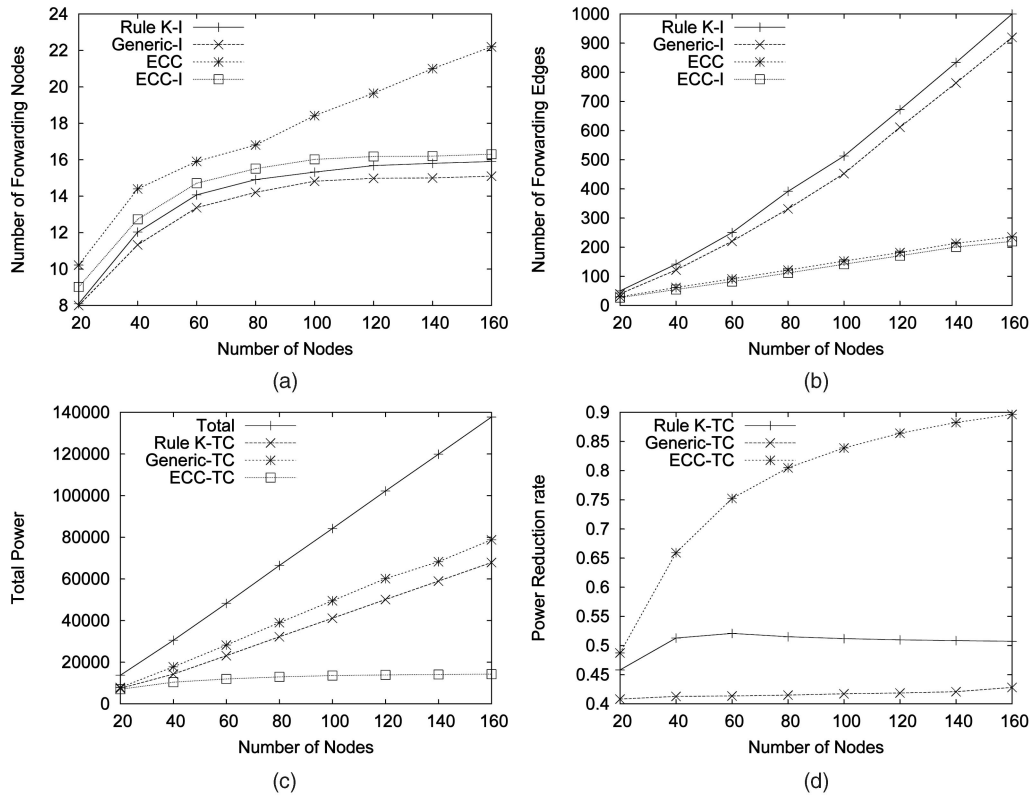 Number of Forwarding Nodes
24
22
20
18
16
14
12
10
8
Rule K-I
Generic-I
ECC
ECC-I
20 40 60 80 100 120 140 160
Number of Nodes
(a)
Number of Forwarding Edges
1000
900
800
700
600
500
400
300
200
100
0
Rule K-I
Generic-I
ECC
ECC-I
20 40 60 80 100 120 140 160
Number of Nodes
(b)
Total Power
140000
120000
100000
80000
60000
40000
20000
0
Total
Rule K-TC
Generic-TC
ECC-TC
20 40 60 80 100 120 140 160
Number of Nodes
(c)
Power Reduction rate
0.9
0.85
0.8
0.75
0.7
0.65
0.6
0.55
0.5
0.45
0.4
Rule K-TC
Generic-TC
ECC-TC
20 40 60 80 100 120 140 160
Number of Nodes
(d)